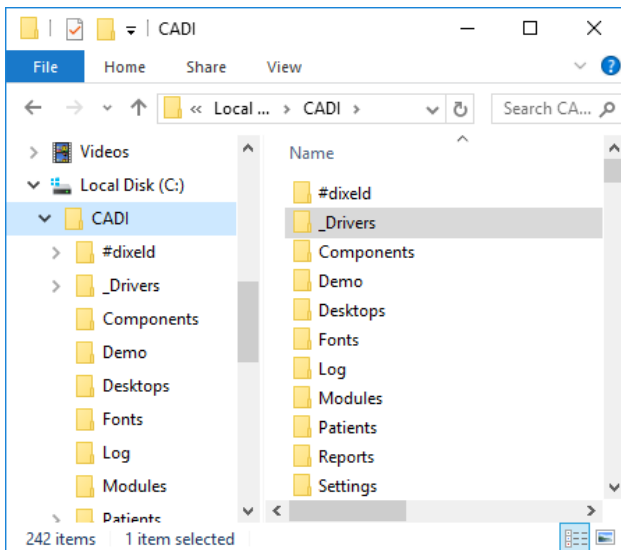 CADI
File Home Share View
« Local ... > CADI > Search CA...
Videos
Local Disk (C:)
CADI
#dixeld
_Drivers
Components
Demo
Desktops
Fonts
Log
Modules
Patients
Name
#dixeld
_Drivers
Components
Demo
Desktops
Fonts
Log
Modules
Patients
Reports
Settings
242 items 1 item selected